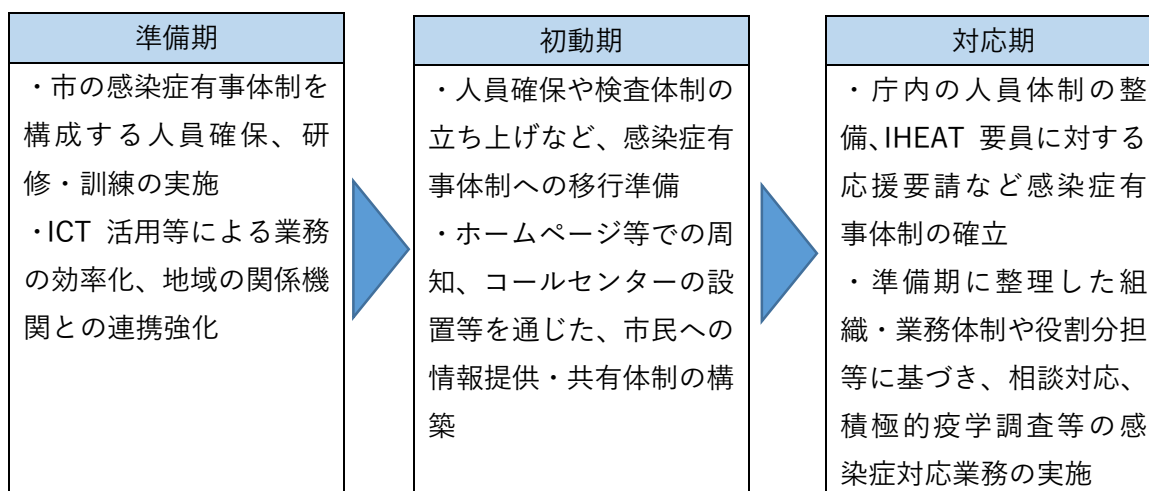 準備期
・市の感染症有事体制を
構成する人員確保、研
修・訓練の実施
・ICT 活用等による業務
の効率化、地域の関係機
関との連携強化
初動期
・人員確保や検査体制の
立ち上げなど、感染症有
事体制への移行準備
・ホームページ等での周
知、コールセンターの設
置等を通じた、市民への
情報提供・共有体制の構
築
対応期
・庁内の人員体制の整
備、IHEAT 要員に対する
応援要請など感染症有
事体制の確立
・準備期に整理した組
織・業務体制や役割分担
等に基づき、相談対応、
積極的疫学調査等の感
染症対応業務の実施